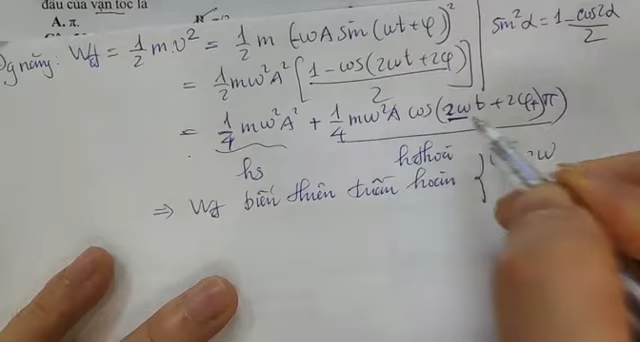 đầu của vận tốc là
A. π.
Động năng: Wđ = 1/2 m.v² = 1/2 m (-ωA sin(ωt+φ))²
sin²α = 1-cos2α/2
= 1/2 mω²A² [1-cos(2ωt+2φ)/2]
= 1/4 mω²A² + 1/4 mω²A cos(2ωt+2φ+π)
hs
⇒ Wđ biến thiên tuần hoàn {